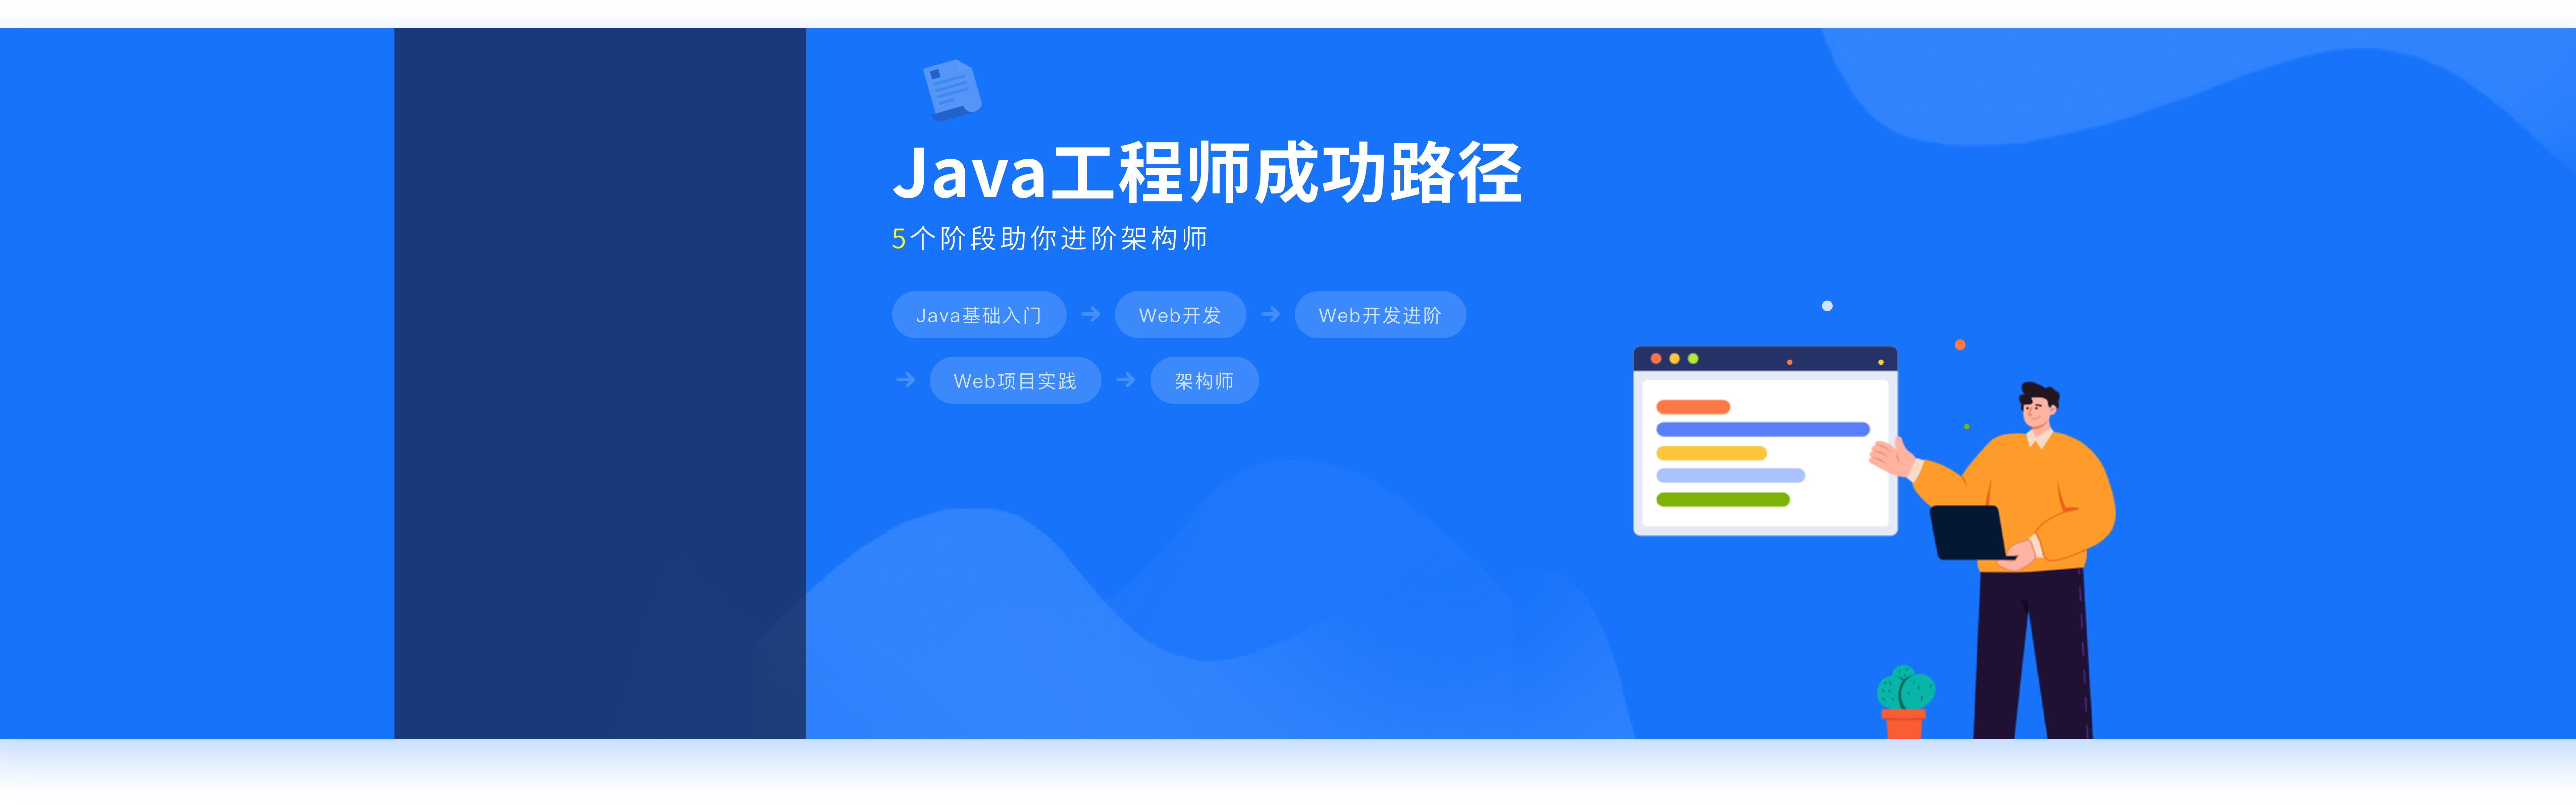 Java工程师成功路径
5个阶段助你进阶架构师
Java基础入门 → Web开发 → Web开发进阶
→ Web项目实践 → 架构师